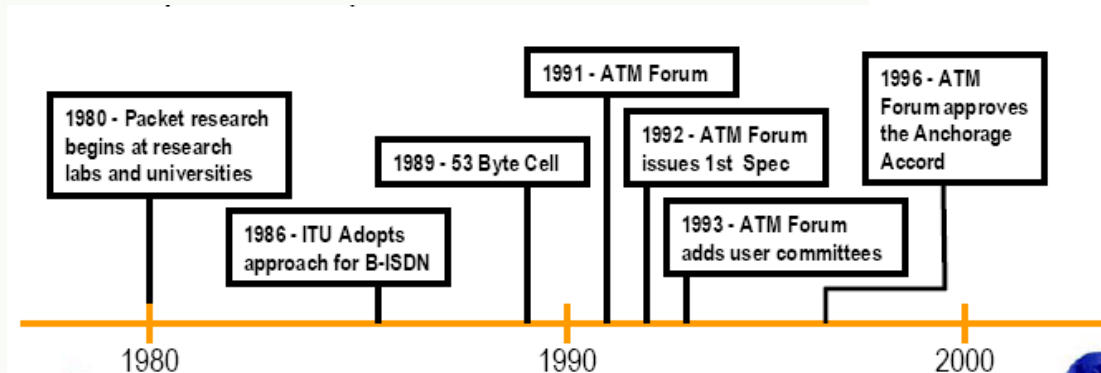 1980 - Packet research
begins at research
labs and universities
1986 - ITU Adopts
approach for B-ISDN
1989 - 53 Byte Cell
1991 - ATM Forum
1992 - ATM Forum
issues 1st Spec
1993 - ATM Forum
adds user committees
1996 - ATM
Forum approves
the Anchorage
Accord
1980
1990
2000